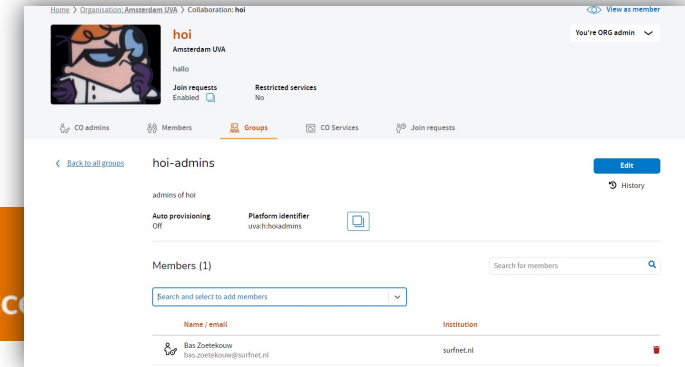 Home > Organisation: Amsterdam UVA > Collaboration: hoi
View as member
hoi
You're ORG admin
Amsterdam UVA
hallo
Join requests Restricted services
Enabled No
CO admins Members Groups CO Services Join requests
Back to all groups
hoi-admins
Edit
History
admins of hoi
Auto provisioning Platform identifier
Off uva:h:hoiadmins
Members (1)
Search for members
Search and select to add members
Name / email Institution
Bas Zoetekouw
bas.zoetekouw@surfnet.nl
surfnet.nl